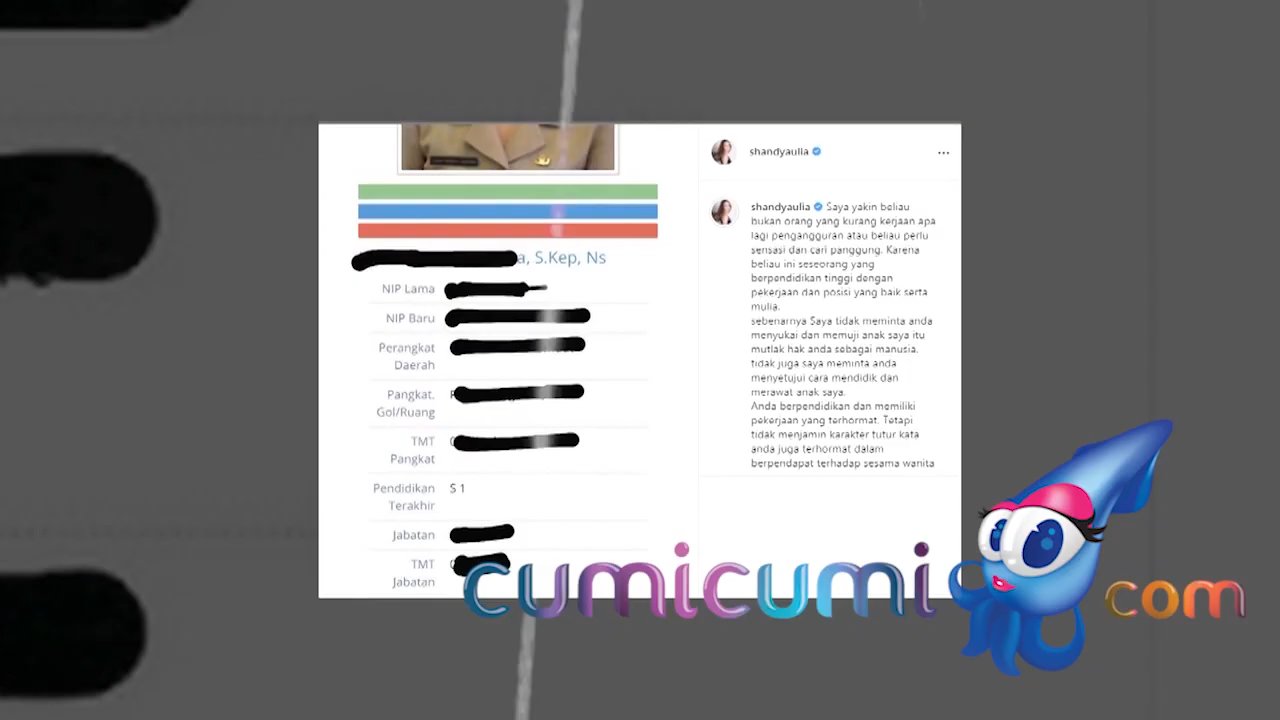 shandyaulia
a, S.Kep, Ns
NIP Lama
NIP Baru
Perangkat
Daerah
Pangkat.
Gol/Ruang
TMT
Pangkat
Pendidikan S 1
Terakhir
Jabatan
TMT
Jabatan
shandyaulia Saya yakin beliau
bukan orang yang kurang kerjaan apa
lagi pengangguran atau beliau perlu
sensasi dan cari panggung. Karena
beliau ini seseorang yang
berpendidikan tinggi dengan
pekerjaan dan posisi yang baik serta
mulia.
sebenarnya Saya tidak meminta anda
menyukai dan memuji anak saya itu
mutlak hak anda sebagai manusia.
tidak juga saya meminta anda
menyetujui cara mendidik dan
merawat anak saya.
Anda berpendidikan dan memiliki
pekerjaan yang terhormat. Tetapi
tidak menjamin karakter tutur kata
anda juga terhormat dalam
berpendapat terhadap sesama wanita
cumicumi.com